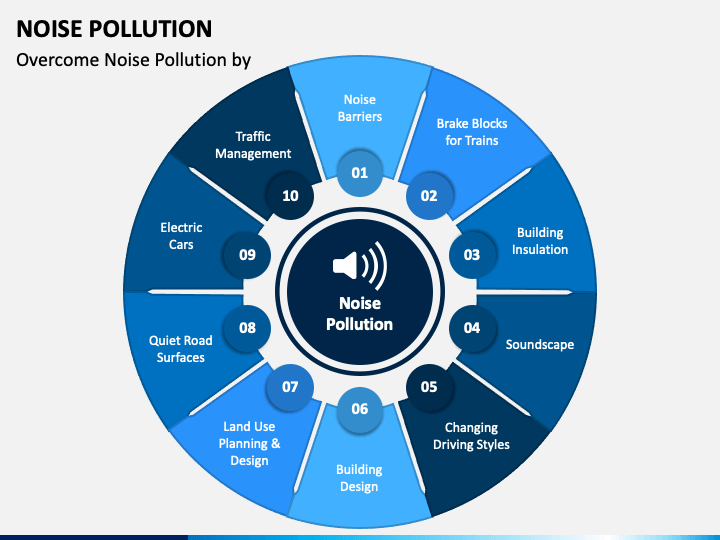 NOISE POLLUTION
Overcome Noise Pollution by
Noise
Barriers
01
Brake Blocks
for Trains
02
Building
Insulation
03
Soundscape
04
Changing
Driving Styles
05
Building
Design
06
Land Use
Planning &
Design
07
Quiet Road
Surfaces
08
Electric
Cars
09
Traffic
Management
10
Noise
Pollution